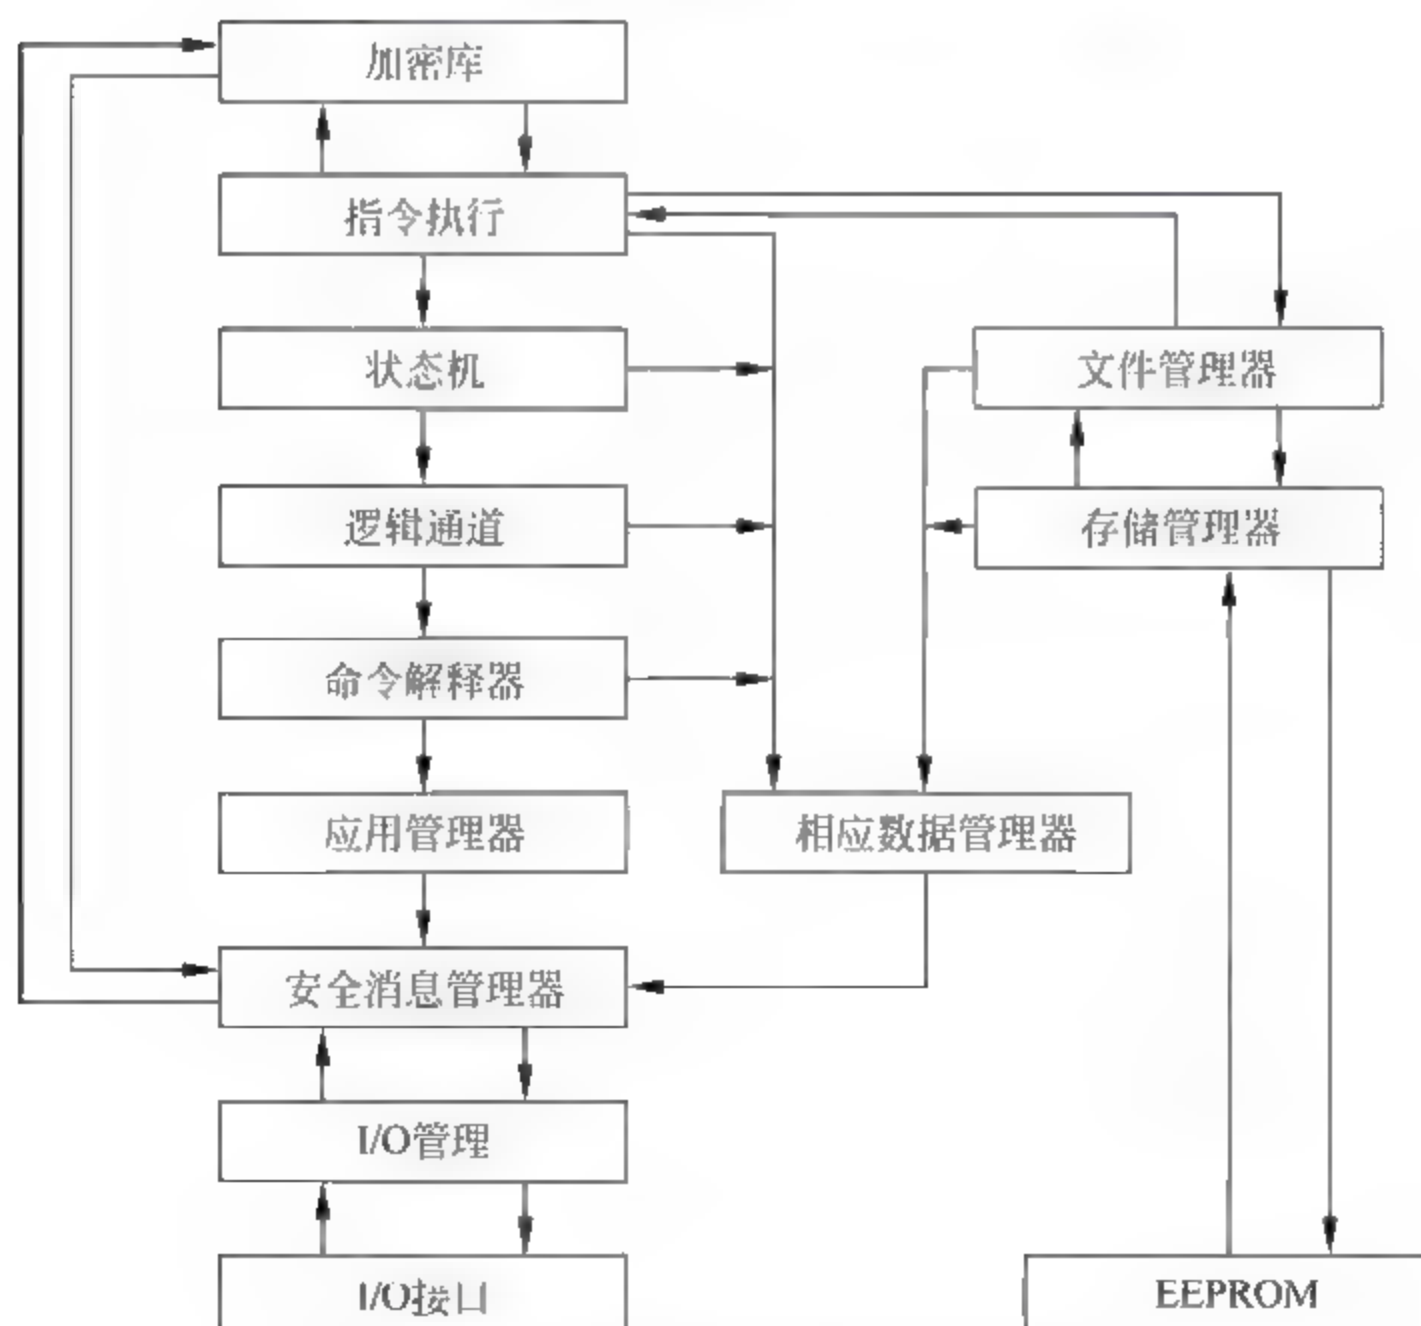 加密库
指令执行
状态机
文件管理器
逻辑通道
存储管理器
命令解释器
应用管理器
相应数据管理器
安全消息管理器
I/O管理
I/O接口
EEPROM